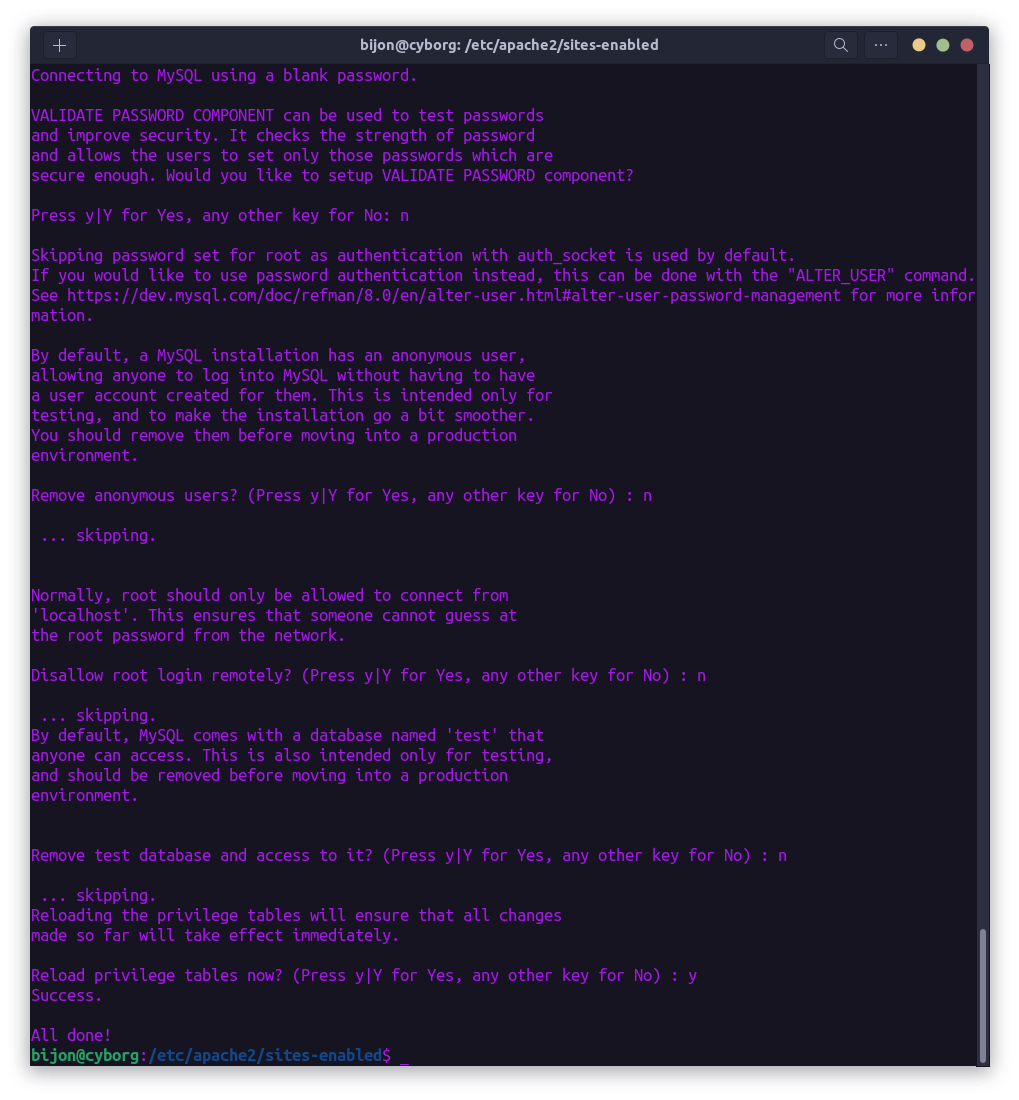 bijon@cyborg: /etc/apache2/sites-enabled
Connecting to MySQL using a blank password.
VALIDATE PASSWORD COMPONENT can be used to test passwords
and improve security. It checks the strength of password
and allows the users to set only those passwords which are
secure enough. Would you like to setup VALIDATE PASSWORD component?
Press y|Y for Yes, any other key for No: n
Skipping password set for root as authentication with auth_socket is used by default.
If you would like to use password authentication instead, this can be done with the "ALTER_USER" command.
See https://dev.mysql.com/doc/refman/8.0/en/alter-user.html#alter-user-password-management for more infor
mation.
By default, a MySQL installation has an anonymous user,
allowing anyone to log into MySQL without having to have
a user account created for them. This is intended only for
testing, and to make the installation go a bit smoother.
You should remove them before moving into a production
environment.
Remove anonymous users? (Press y|Y for Yes, any other key for No) : n
... skipping.
Normally, root should only be allowed to connect from
'localhost'. This ensures that someone cannot guess at
the root password from the network.
Disallow root login remotely? (Press y|Y for Yes, any other key for No) : n
... skipping.
By default, MySQL comes with a database named 'test' that
anyone can access. This is also intended only for testing,
and should be removed before moving into a production
environment.
Remove test database and access to it? (Press y|Y for Yes, any other key for No) : n
... skipping.
Reloading the privilege tables will ensure that all changes
made so far will take effect immediately.
Reload privilege tables now? (Press y|Y for Yes, any other key for No) : y
Success.
All done!
bijon@cyborg:/etc/apache2/sites-enabled$ _